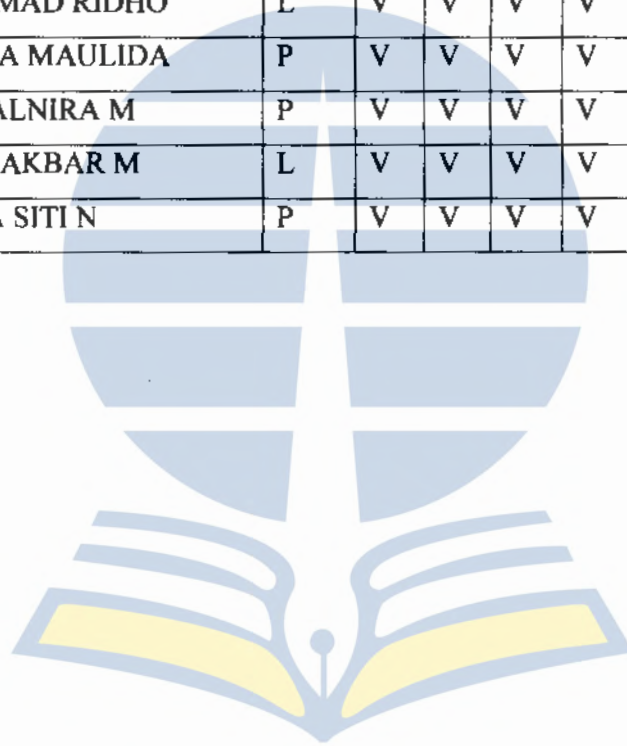 MAD RIDHO L V V V V
A MAULIDA P V V V V
ALNIRA M P V V V V
AKBAR M L V V V V
A SITI N P V V V V